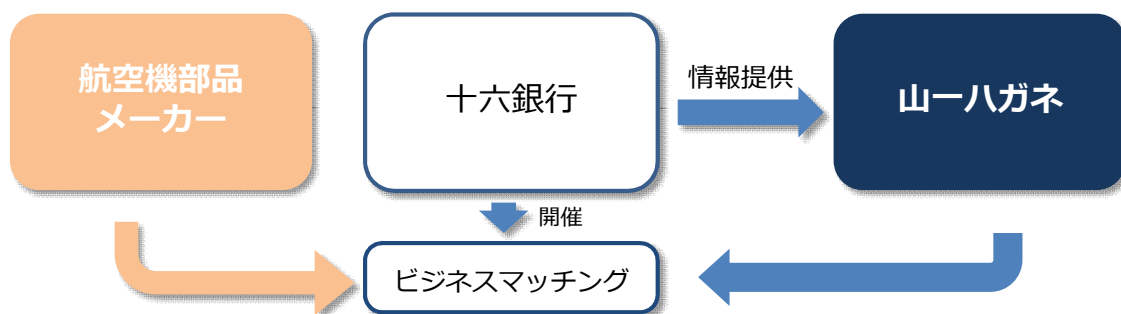 航空機部品
メーカー
十六銀行
情報提供
山一ハガネ
開催
ビジネスマッチング